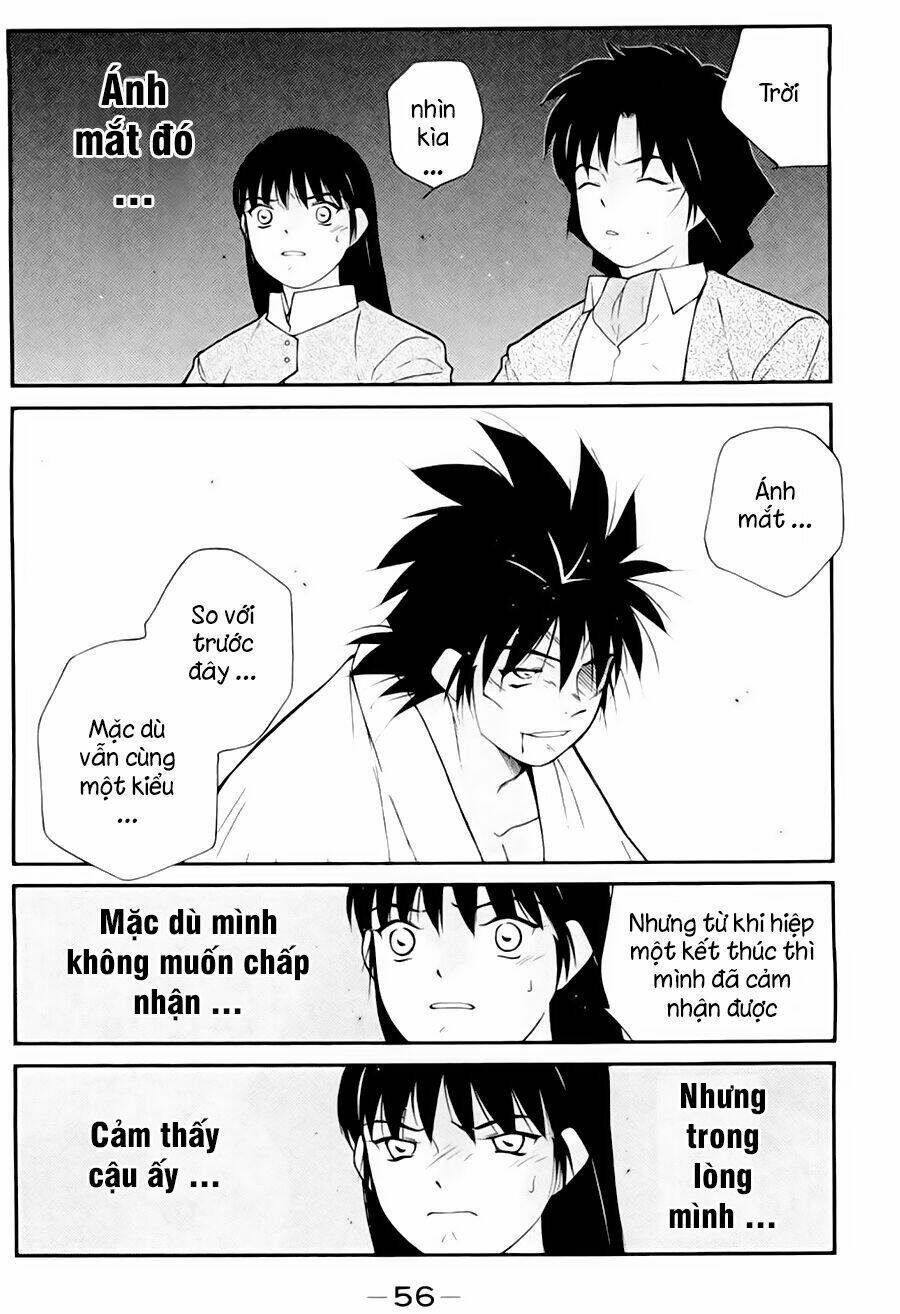 Trời
nhìn
kìa
...
Ánh
mắt đó
...
Ánh
mắt ...
So với
trước
đây ...
Mặc dù
vẫn cùng
một kiểu
...
Nhưng từ khi hiệp
một kết thúc thì
mình đã cảm
nhận được
Mặc dù mình
không muốn chấp
nhận ...
Nhưng
trong
lòng
mình ...
Cảm thấy
cậu ấy ...
— 56 —